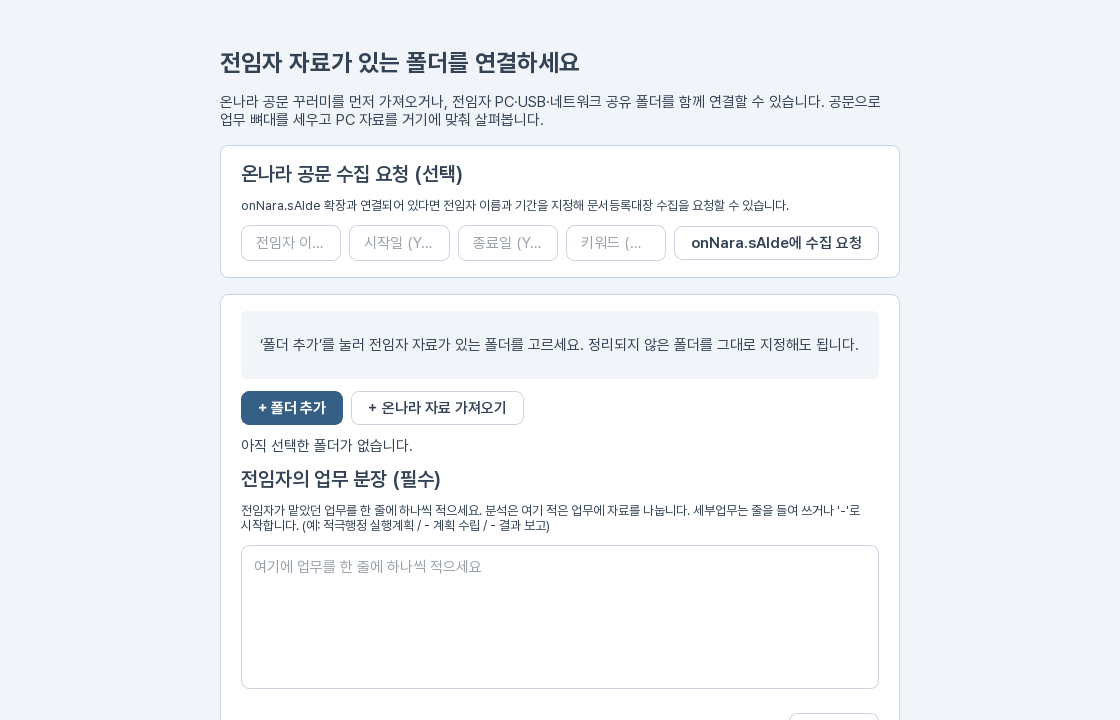 전임자 자료가 있는 폴더를 연결하세요
온나라 공문 꾸러미를 먼저 가져오거나, 전임자 PC·USB·네트워크 공유 폴더를 함께 연결할 수 있습니다. 공문으로
업무 뼈대를 세우고 PC 자료를 거기에 맞춰 살펴봅니다.
온나라 공문 수집 요청 (선택)
onNara.sAIde 확장과 연결되어 있다면 전임자 이름과 기간을 지정해 문서등록대장 수집을 요청할 수 있습니다.
전임자 이... 시작일 (Y... 종료일 (Y... 키워드 (... onNara.sAIde에 수집 요청
‘폴더 추가’를 눌러 전임자 자료가 있는 폴더를 고르세요. 정리되지 않은 폴더를 그대로 지정해도 됩니다.
+ 폴더 추가 + 온나라 자료 가져오기
아직 선택한 폴더가 없습니다.
전임자의 업무 분장 (필수)
전임자가 맡았던 업무를 한 줄에 하나씩 적으세요. 분석은 여기 적은 업무에 자료를 나눕니다. 세부업무는 줄을 들여 쓰거나 '-'로
시작합니다. (예: 적극행정 실행계획 / - 계획 수립 / - 결과 보고)
여기에 업무를 한 줄에 하나씩 적으세요